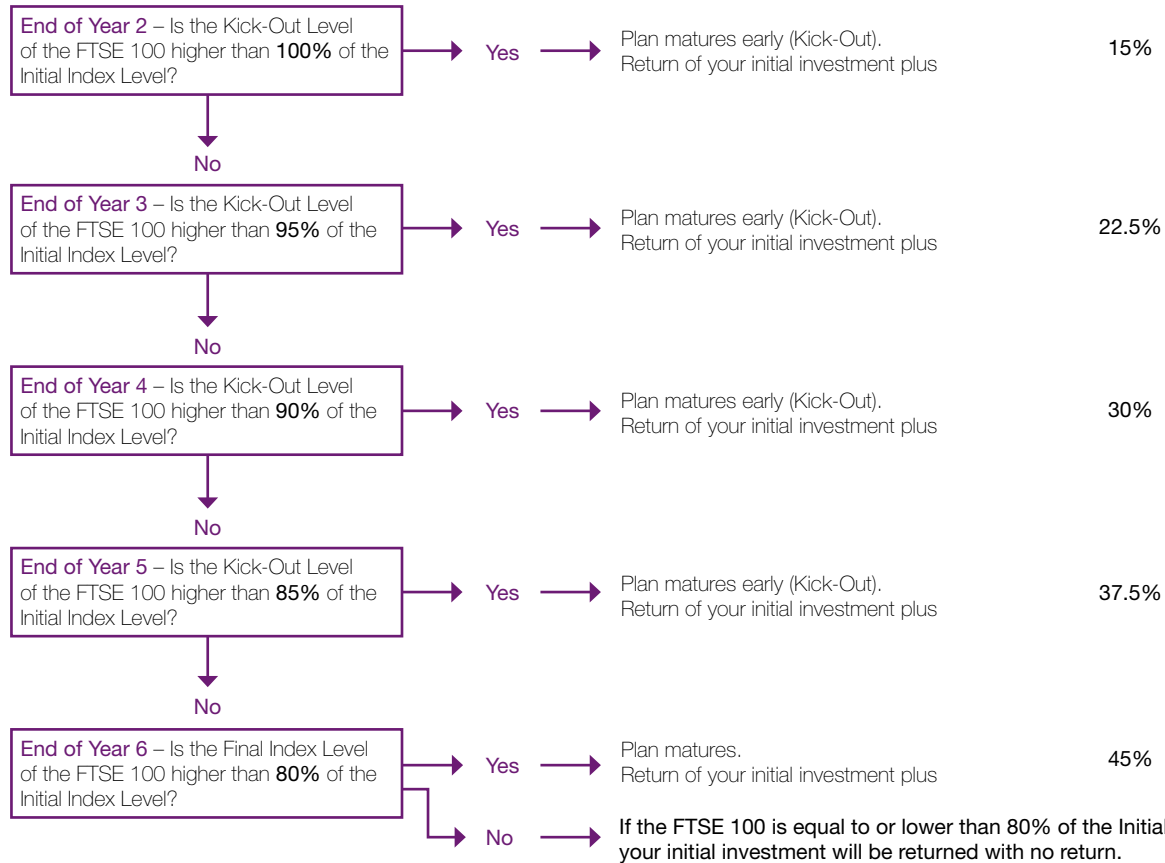 End of Year 2 – Is the Kick-Out Level
of the FTSE 100 higher than 100% of the
Initial Index Level?
Yes
Plan matures early (Kick-Out).
Return of your initial investment plus
15%
No
End of Year 3 – Is the Kick-Out Level
of the FTSE 100 higher than 95% of the
Initial Index Level?
Yes
Plan matures early (Kick-Out).
Return of your initial investment plus
22.5%
No
End of Year 4 – Is the Kick-Out Level
of the FTSE 100 higher than 90% of the
Initial Index Level?
Yes
Plan matures early (Kick-Out).
Return of your initial investment plus
30%
No
End of Year 5 – Is the Kick-Out Level
of the FTSE 100 higher than 85% of the
Initial Index Level?
Yes
Plan matures early (Kick-Out).
Return of your initial investment plus
37.5%
No
End of Year 6 – Is the Final Index Level
of the FTSE 100 higher than 80% of the
Initial Index Level?
Yes
Plan matures.
Return of your initial investment plus
45%
No
If the FTSE 100 is equal to or lower than 80% of the Initial
your initial investment will be returned with no return.